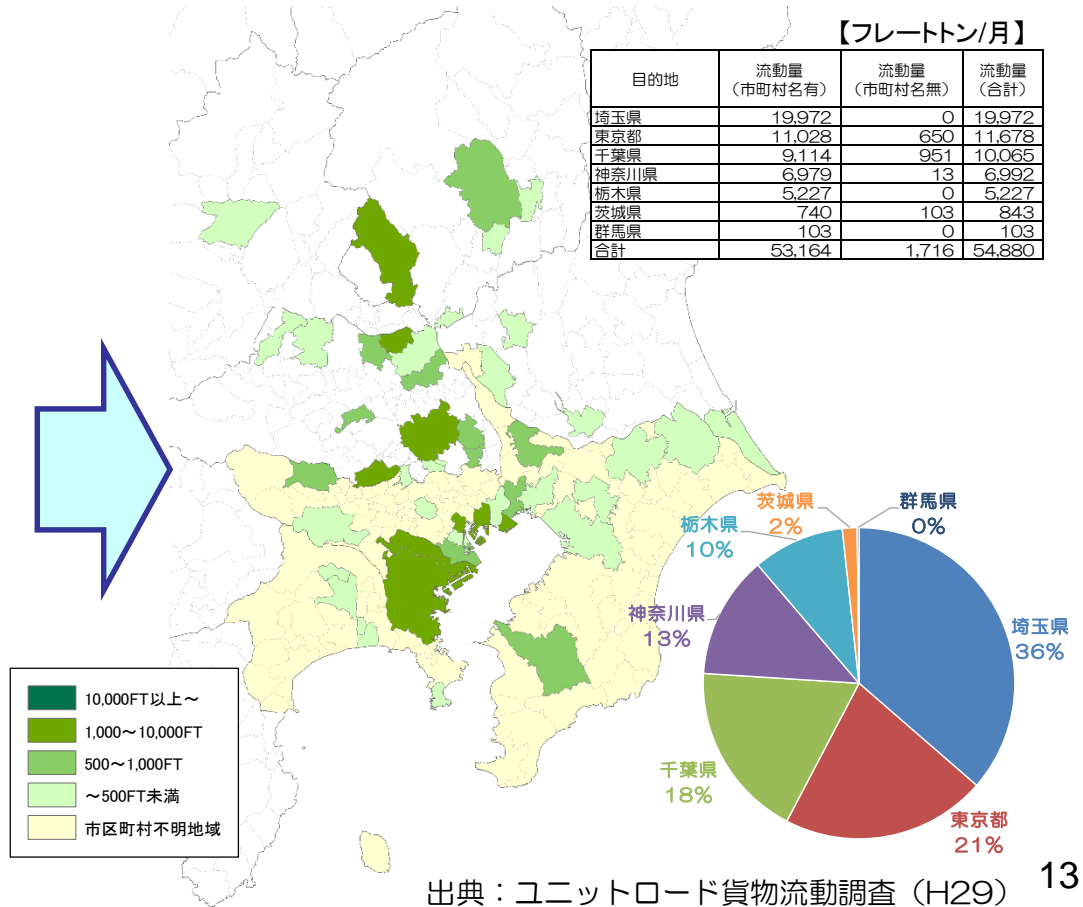 【フレートトン/月】
目的地 流動量（市町村名有） 流動量（市町村名無） 流動量（合計）
埼玉県 19,972 0 19,972
東京都 11,028 650 11,678
千葉県 9,114 951 10,065
神奈川県 6,979 13 6,992
栃木県 5,227 0 5,227
茨城県 740 103 843
群馬県 103 0 103
合計 53,164 1,716 54,880
茨城県
2%
群馬県
0%
栃木県
10%
神奈川県
13%
埼玉県
36%
千葉県
18%
東京都
21%
10,000FT以上～
1,000～10,000FT
500～1,000FT
～500FT未満
市区町村不明地域
出典：ユニットロード貨物流動調査（H29）
13